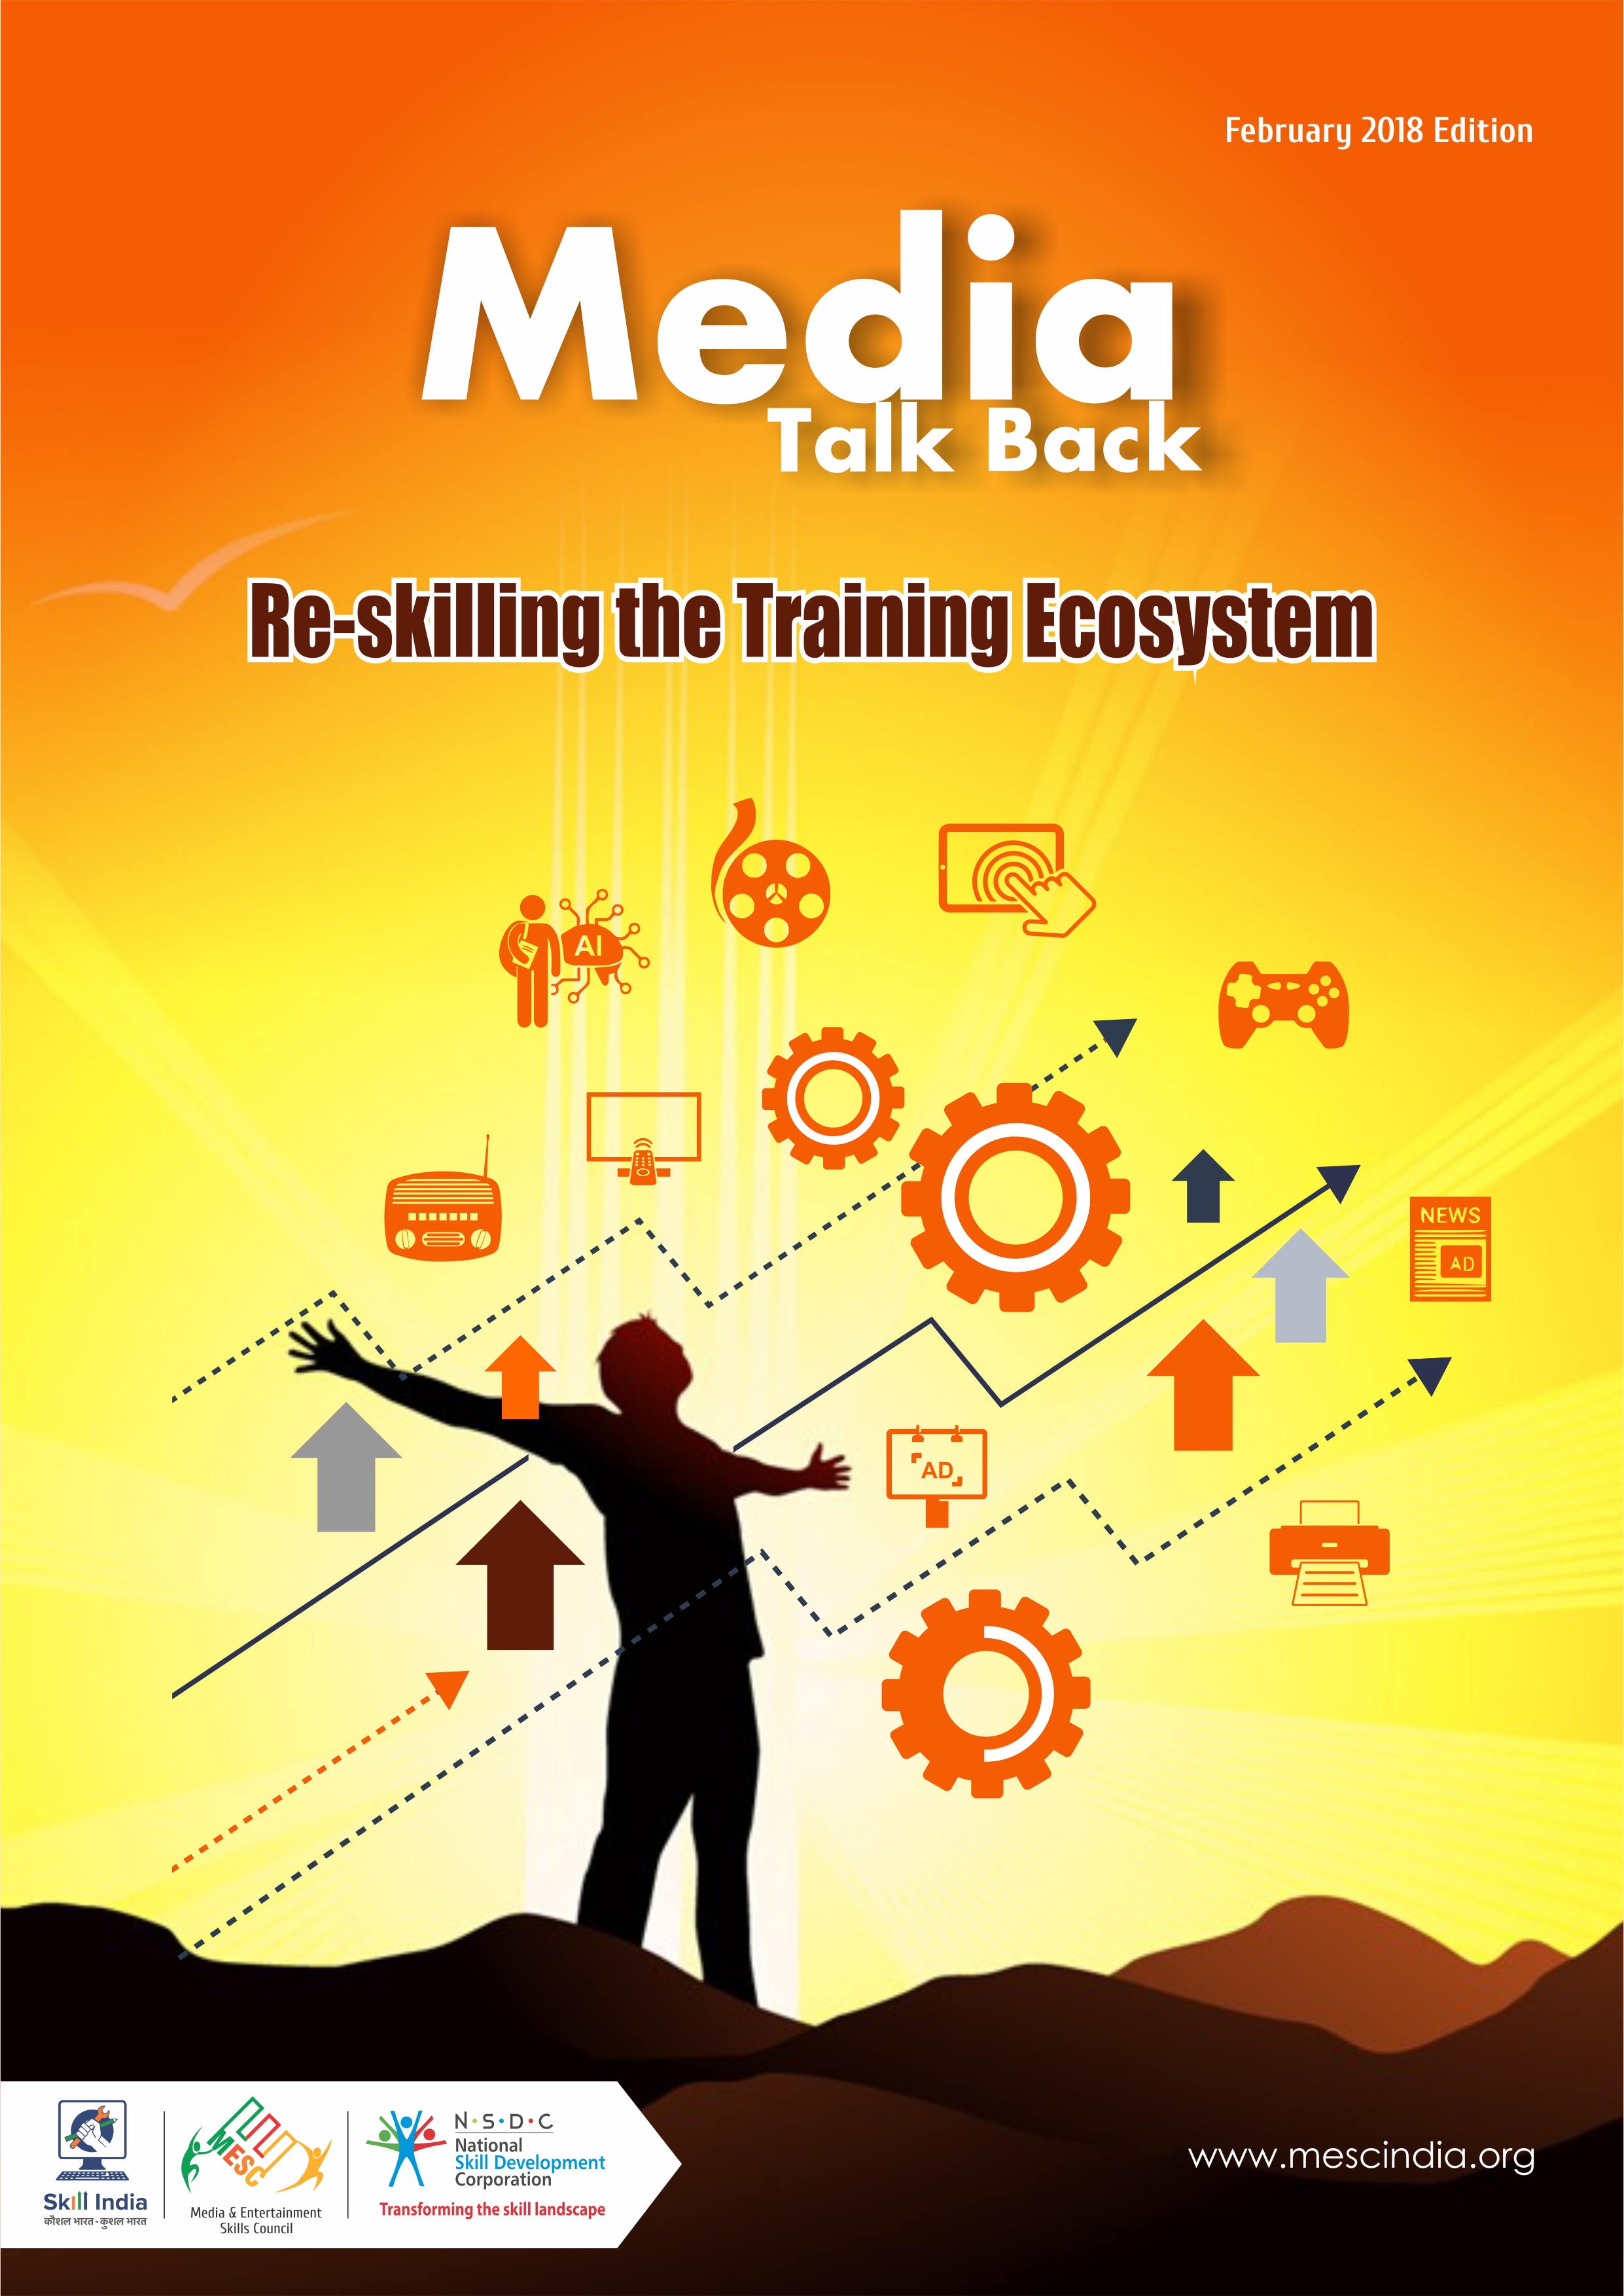 February 2018 Edition
Media
Talk Back
Re-skilling the Training Ecosystem
AI
NEWS
AD
AD
MESC
N·S·D·C
National
Skill Development
Corporation
Transforming the skill landscape
Skill India
कौशल भारत - कुशल भारत
Media & Entertainment
Skills Council
www.mescindia.org